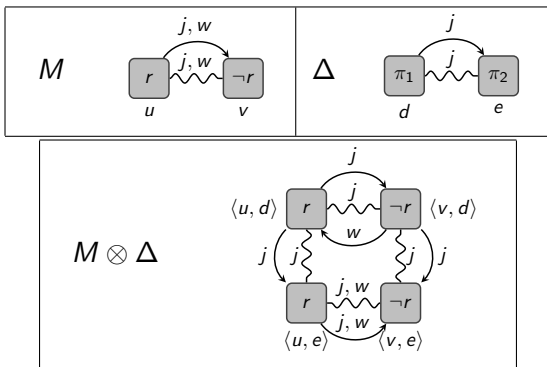 j, w
j
M
r
j, w
¬r
Δ
π₁
j
π₂
u
v
d
e
j
⟨u, d⟩
r
j
¬r
⟨v, d⟩
w
M ⊗ Δ
j
j
j
j
j, w
r
¬r
j, w
⟨u, e⟩
⟨v, e⟩